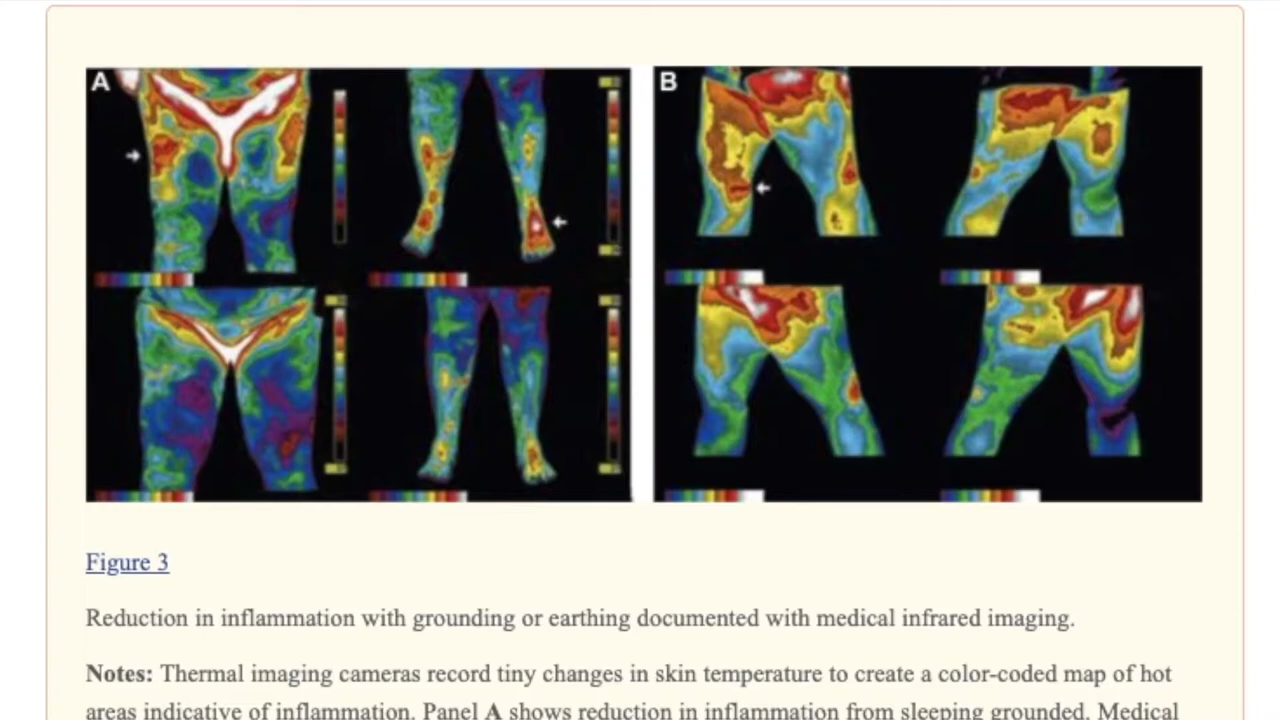 A
B
Figure 3
Reduction in inflammation with grounding or earthing documented with medical infrared imaging.
Notes: Thermal imaging cameras record tiny changes in skin temperature to create a color-coded map of hot
areas indicative of inflammation. Panel A shows reduction in inflammation from sleeping grounded. Medical